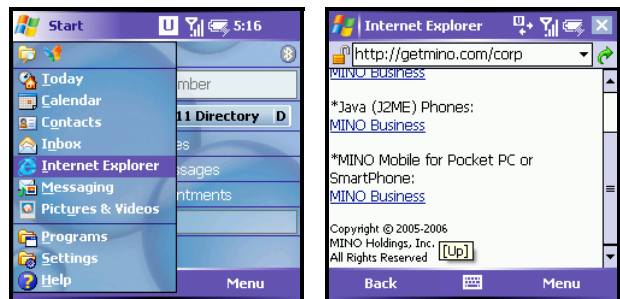 Start
U
5:16
Today
Calendar
Contacts
Inbox
Internet Explorer
Messaging
Pictures & Videos
Programs
Settings
Help
mber
11 Directory D
es
ssages
ntments
Menu
Internet Explorer
http://getmino.com/corp
MINO Business
*Java (J2ME) Phones:
MINO Business
*MINO Mobile for Pocket PC or
SmartPhone:
MINO Business
Copyright © 2005-2006
MINO Holdings, Inc.
All Rights Reserved
[Up]
Back
Menu